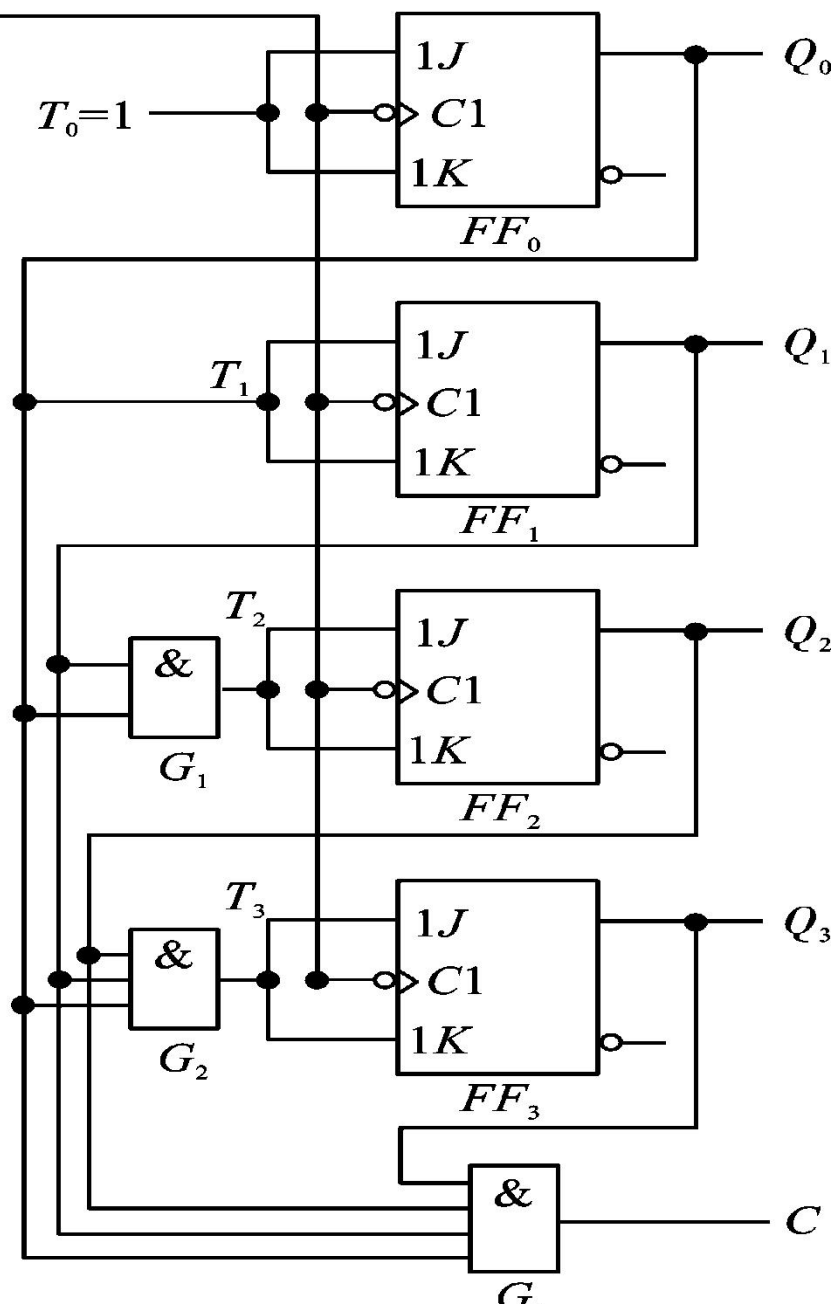 1J
Q₀
T₀=1
C1
1K
FF₀
1J
Q₁
T₁
C1
1K
FF₁
T₂
1J
Q₂
&
C1
G₁
1K
FF₂
T₃
1J
Q₃
&
C1
G₂
1K
FF₃
&
C
G